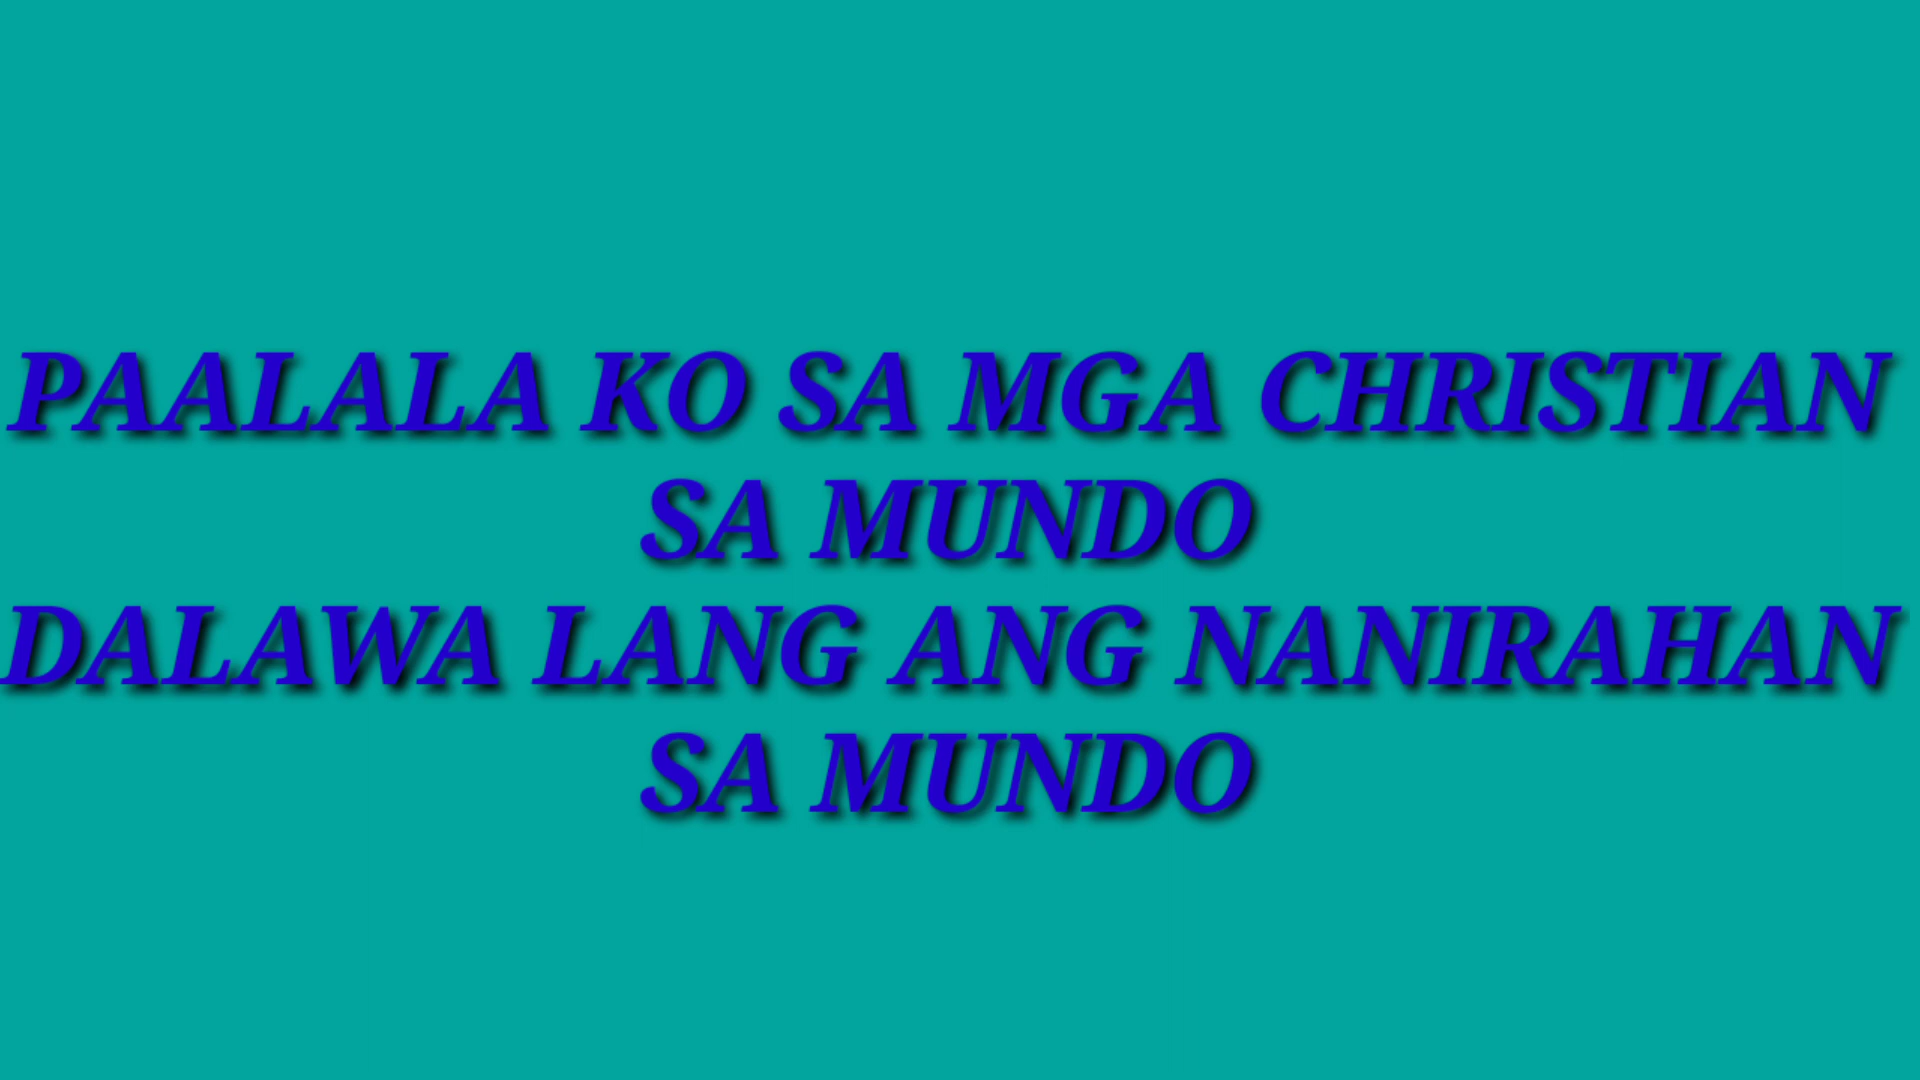 PAALALA KO SA MGA CHRISTIAN
SA MUNDO
DALAWA LANG ANG NANIRAHAN
SA MUNDO